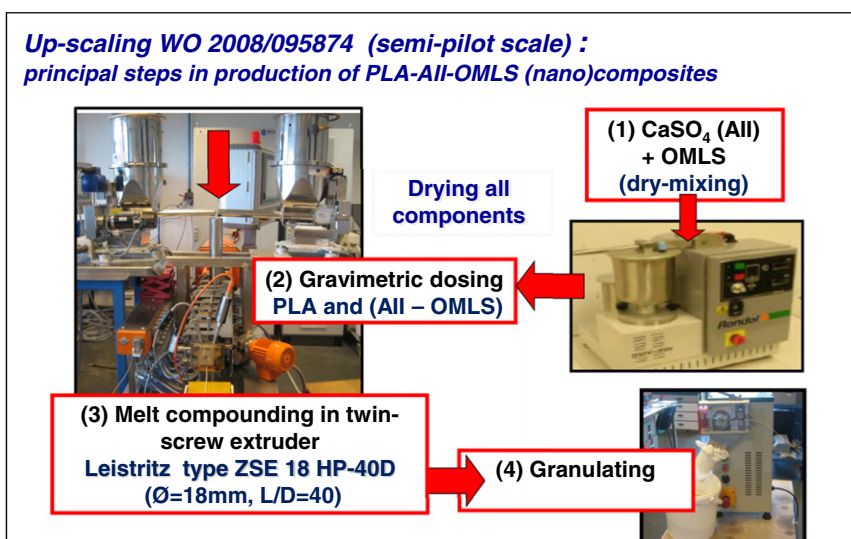 Up-scaling WO 2008/095874 (semi-pilot scale) :
principal steps in production of PLA-AII-OMLS (nano)composites
(1) CaSO₄ (AII)
+ OMLS
(dry-mixing)
Drying all
components
(2) Gravimetric dosing
PLA and (AII – OMLS)
Rondol
(3) Melt compounding in twin-
screw extruder
Leistritz type ZSE 18 HP-40D
(Ø=18mm, L/D=40)
(4) Granulating